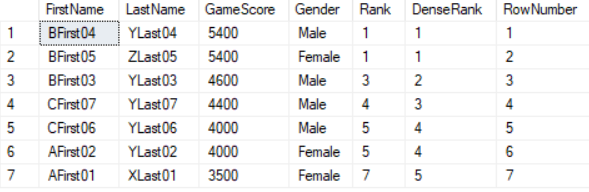 FirstName LastName GameScore Gender Rank DenseRank RowNumber
1 BFirst04 YLast04 5400 Male 1 1 1
2 BFirst05 ZLast05 5400 Female 1 1 2
3 BFirst03 YLast03 4600 Male 3 2 3
4 CFirst07 YLast07 4400 Male 4 3 4
5 CFirst06 YLast06 4000 Male 5 4 5
6 AFirst02 YLast02 4000 Female 5 4 6
7 AFirst01 XLast01 3500 Female 7 5 7